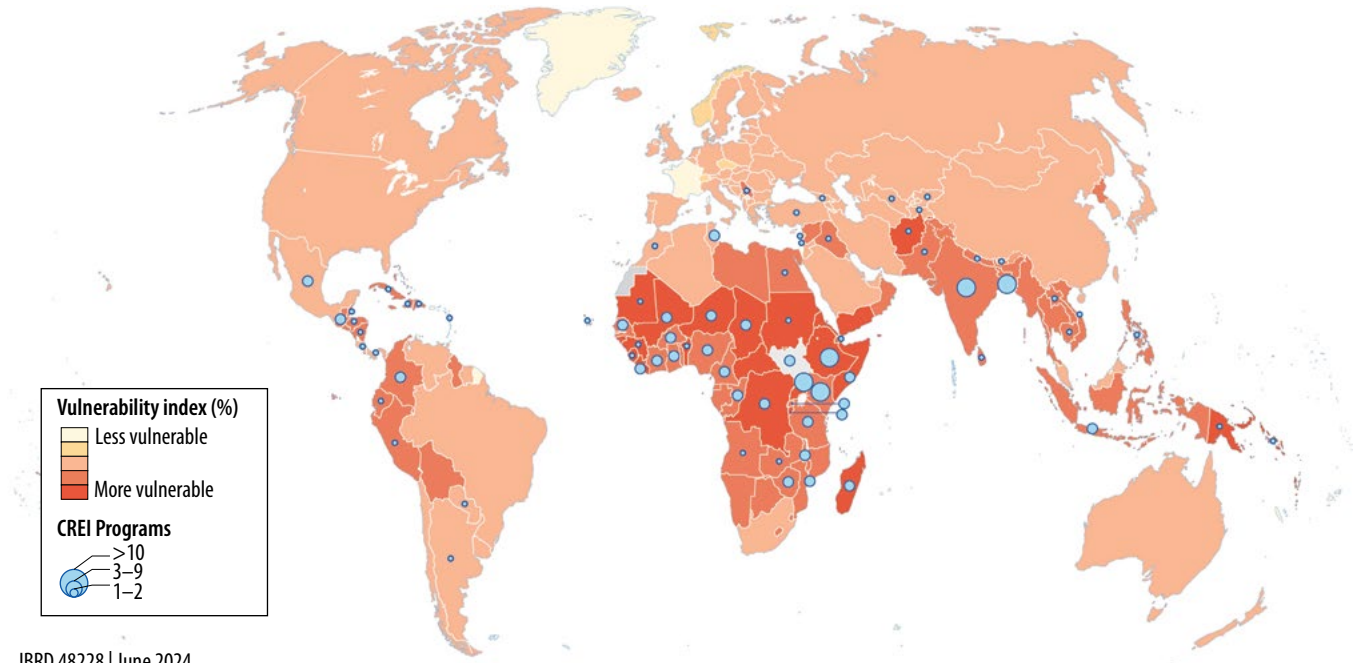 Vulnerability index (%)
Less vulnerable
More vulnerable
CREI Programs
>10
3–9
1–2
IBRD 48228 | June 2024